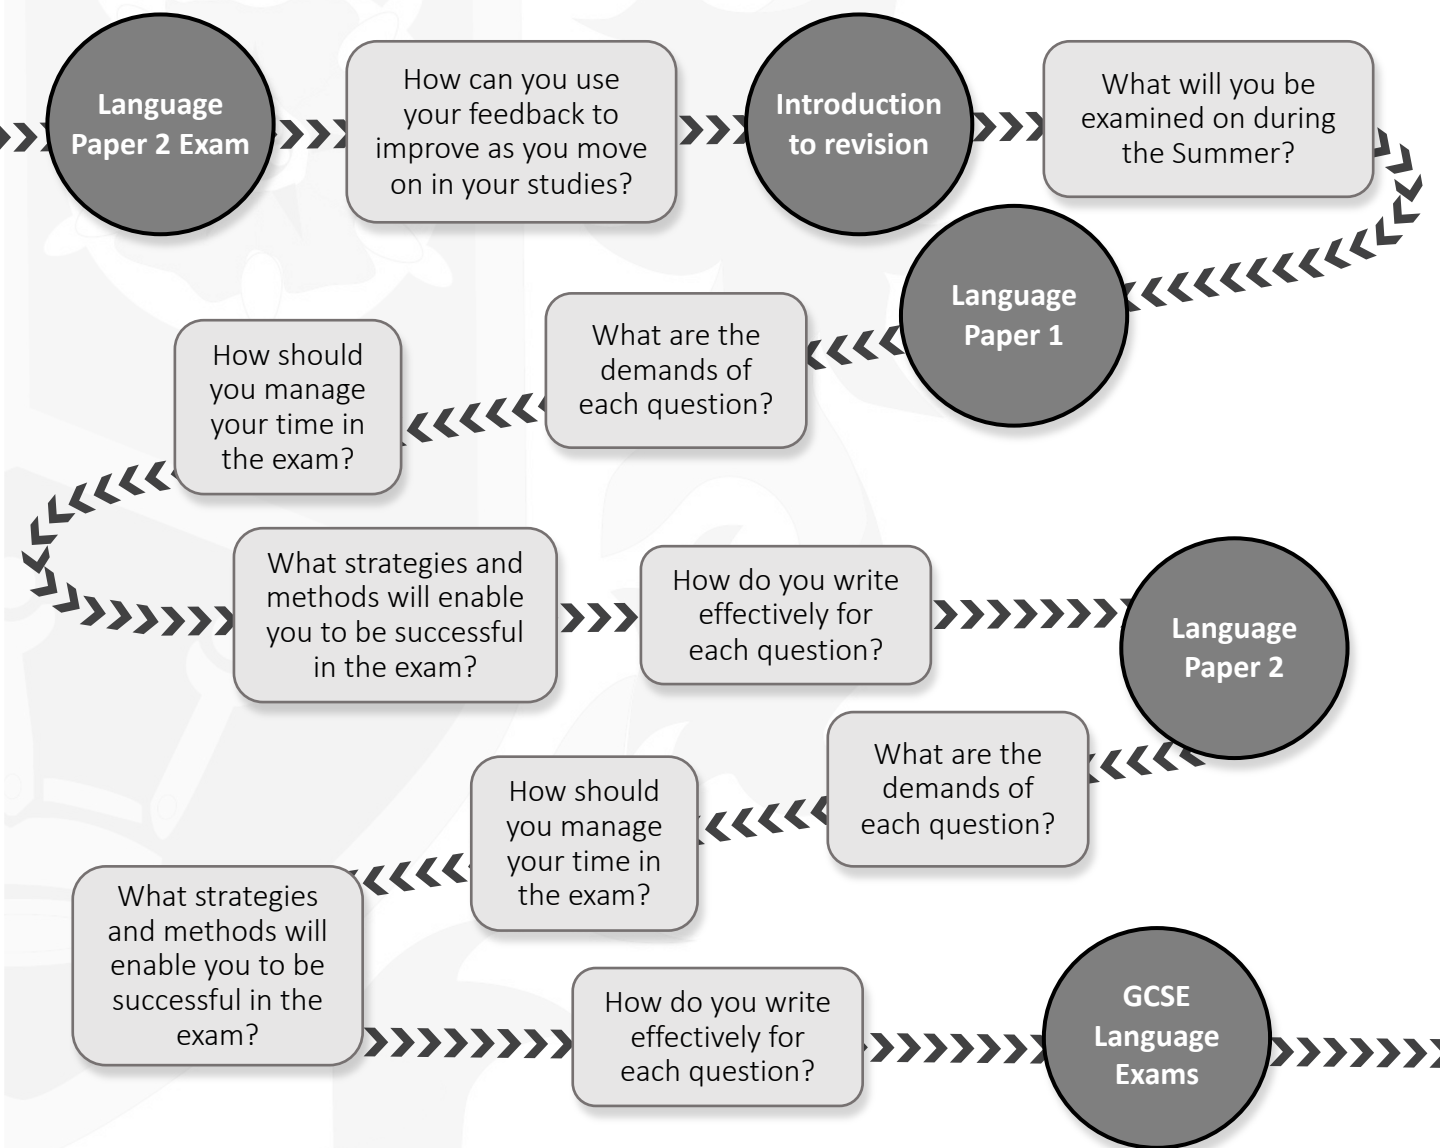 Language
Paper 2 Exam
How can you use
your feedback to
improve as you move
on in your studies?
Introduction
to revision
What will you be
examined on during
the Summer?
Language
Paper 1
What are the
demands of
each question?
How should
you manage
your time in
the exam?
What strategies and
methods will enable
you to be successful
in the exam?
How do you write
effectively for
each question?
Language
Paper 2
What are the
demands of
each question?
How should
you manage
your time in
the exam?
What strategies
and methods will
enable you to be
successful in the
exam?
How do you write
effectively for
each question?
GCSE
Language
Exams